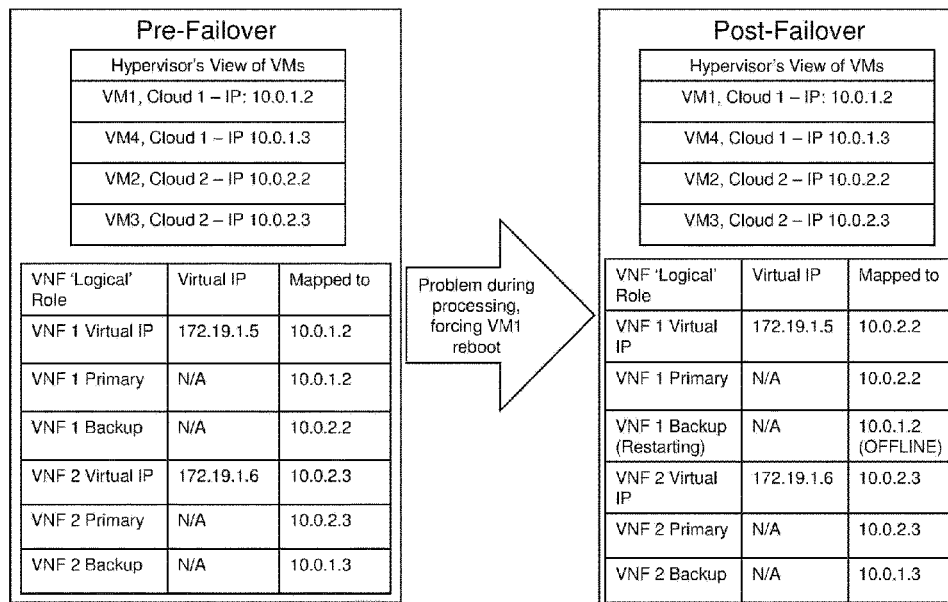 Pre-Failover
Hypervisor's View of VMs
VM1, Cloud 1 – IP: 10.0.1.2
VM4, Cloud 1 – IP 10.0.1.3
VM2, Cloud 2 – IP 10.0.2.2
VM3, Cloud 2 – IP 10.0.2.3
VNF 'Logical' Virtual IP Mapped to
Role
VNF 1 Virtual IP 172.19.1.5 10.0.1.2
VNF 1 Primary N/A 10.0.1.2
VNF 1 Backup N/A 10.0.2.2
VNF 2 Virtual IP 172.19.1.6 10.0.2.3
VNF 2 Primary N/A 10.0.2.3
VNF 2 Backup N/A 10.0.1.3
Problem during
processing,
forcing VM1
reboot
Post-Failover
Hypervisor's View of VMs
VM1, Cloud 1 – IP: 10.0.1.2
VM4, Cloud 1 – IP 10.0.1.3
VM2, Cloud 2 – IP 10.0.2.2
VM3, Cloud 2 – IP 10.0.2.3
VNF 'Logical' Virtual IP Mapped to
Role
VNF 1 Virtual 172.19.1.5 10.0.2.2
IP
VNF 1 Primary N/A 10.0.2.2
VNF 1 Backup N/A 10.0.1.2
(Restarting) (OFFLINE)
VNF 2 Virtual 172.19.1.6 10.0.2.3
IP
VNF 2 Primary N/A 10.0.2.3
VNF 2 Backup N/A 10.0.1.3